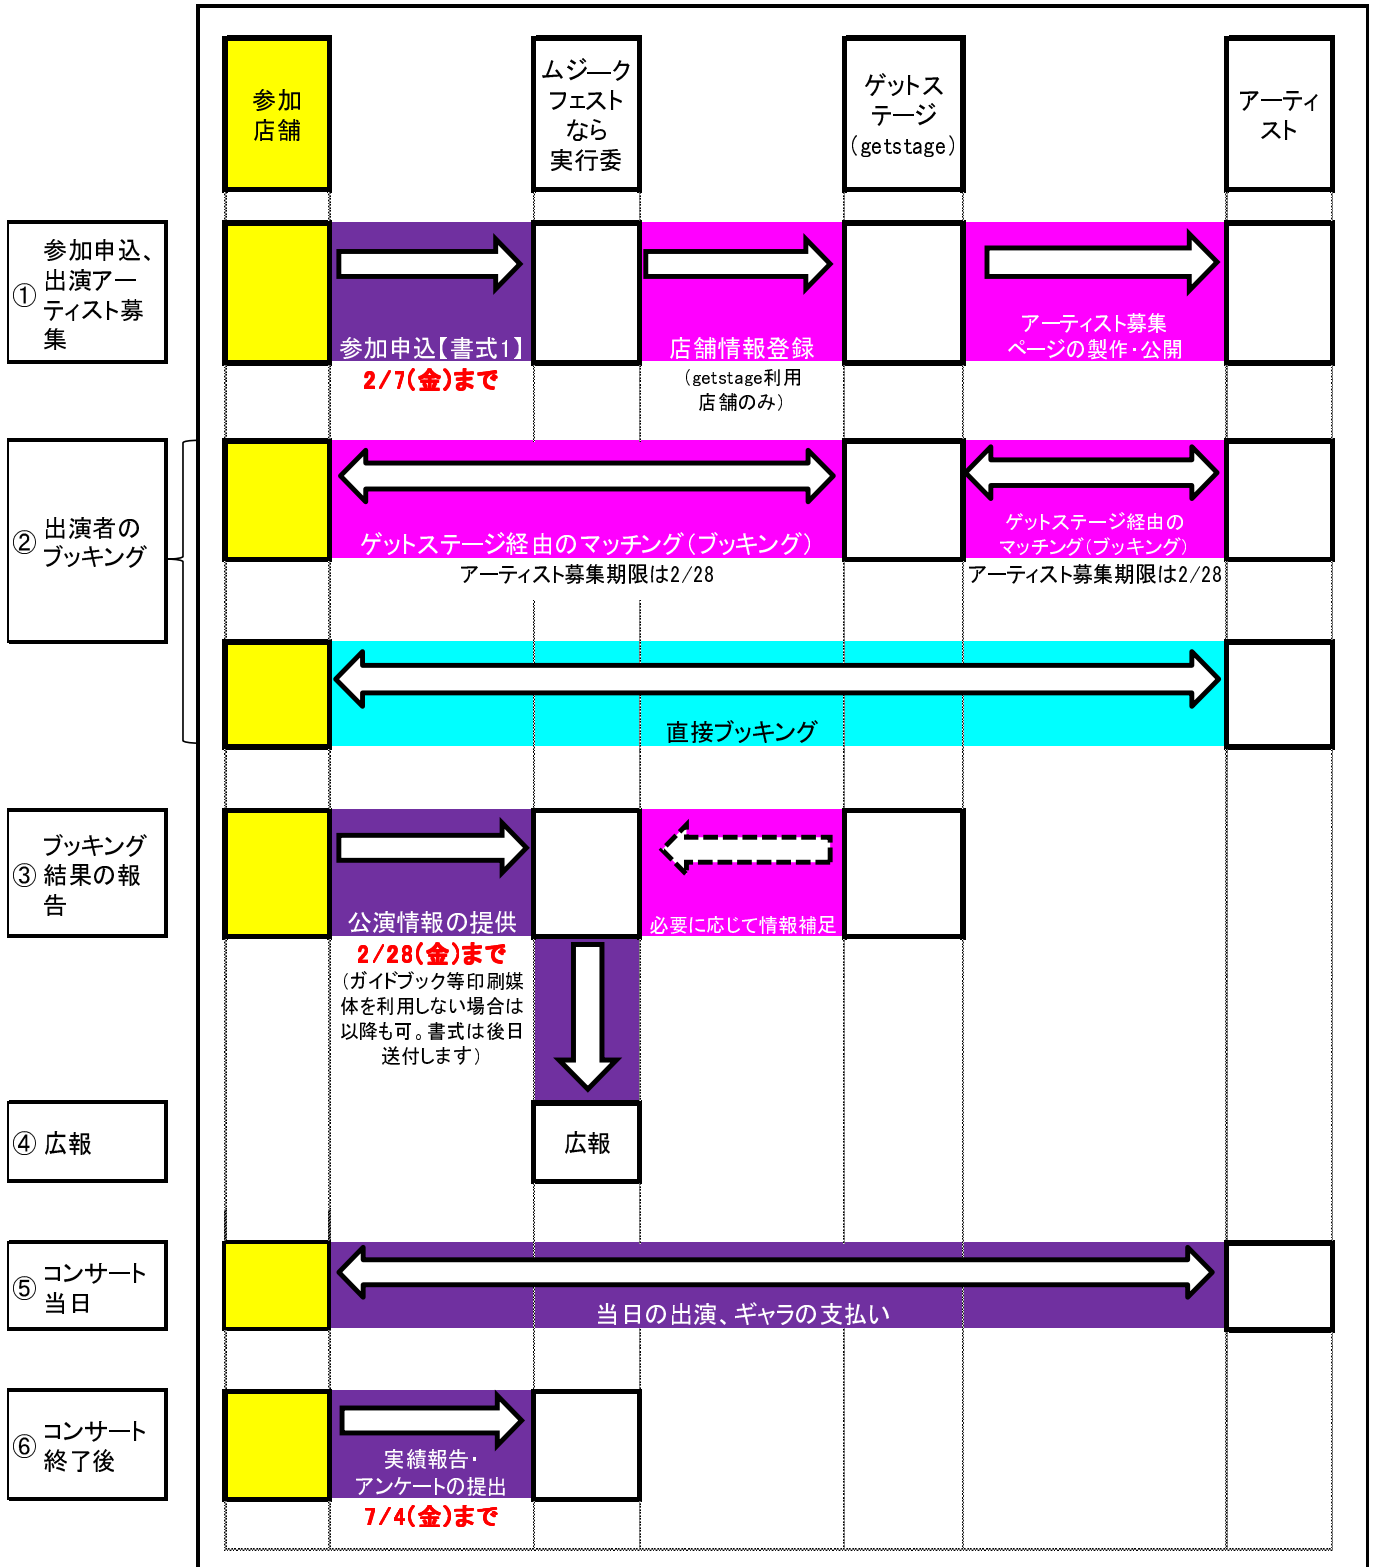 参加
店舗
ムジーク
フェスト
なら
実行委
ゲットス
テージ
(getstage)
アーティ
スト
①
参加申込、
出演アー
ティスト募
集
参加申込【書式1】
2/7(金)まで
店舗情報登録
(getstage利用
店舗のみ)
アーティスト募集
ページの製作・公開
②
出演者の
ブッキング
ゲットステージ経由のマッチング(ブッキング)
アーティスト募集期限は2/28
ゲットステージ経由の
マッチング(ブッキング)
アーティスト募集期限は2/28
直接ブッキング
③
ブッキング
結果の報
告
公演情報の提供
2/28(金)まで
(ガイドブック等印刷媒
体を利用しない場合は
以降も可。書式は後日
送付します)
必要に応じて情報補足
④ 広報
広報
⑤
コンサート
当日
当日の出演、ギャラの支払い
⑥
コンサート
終了後
実績報告・
アンケートの提出
7/4(金)まで